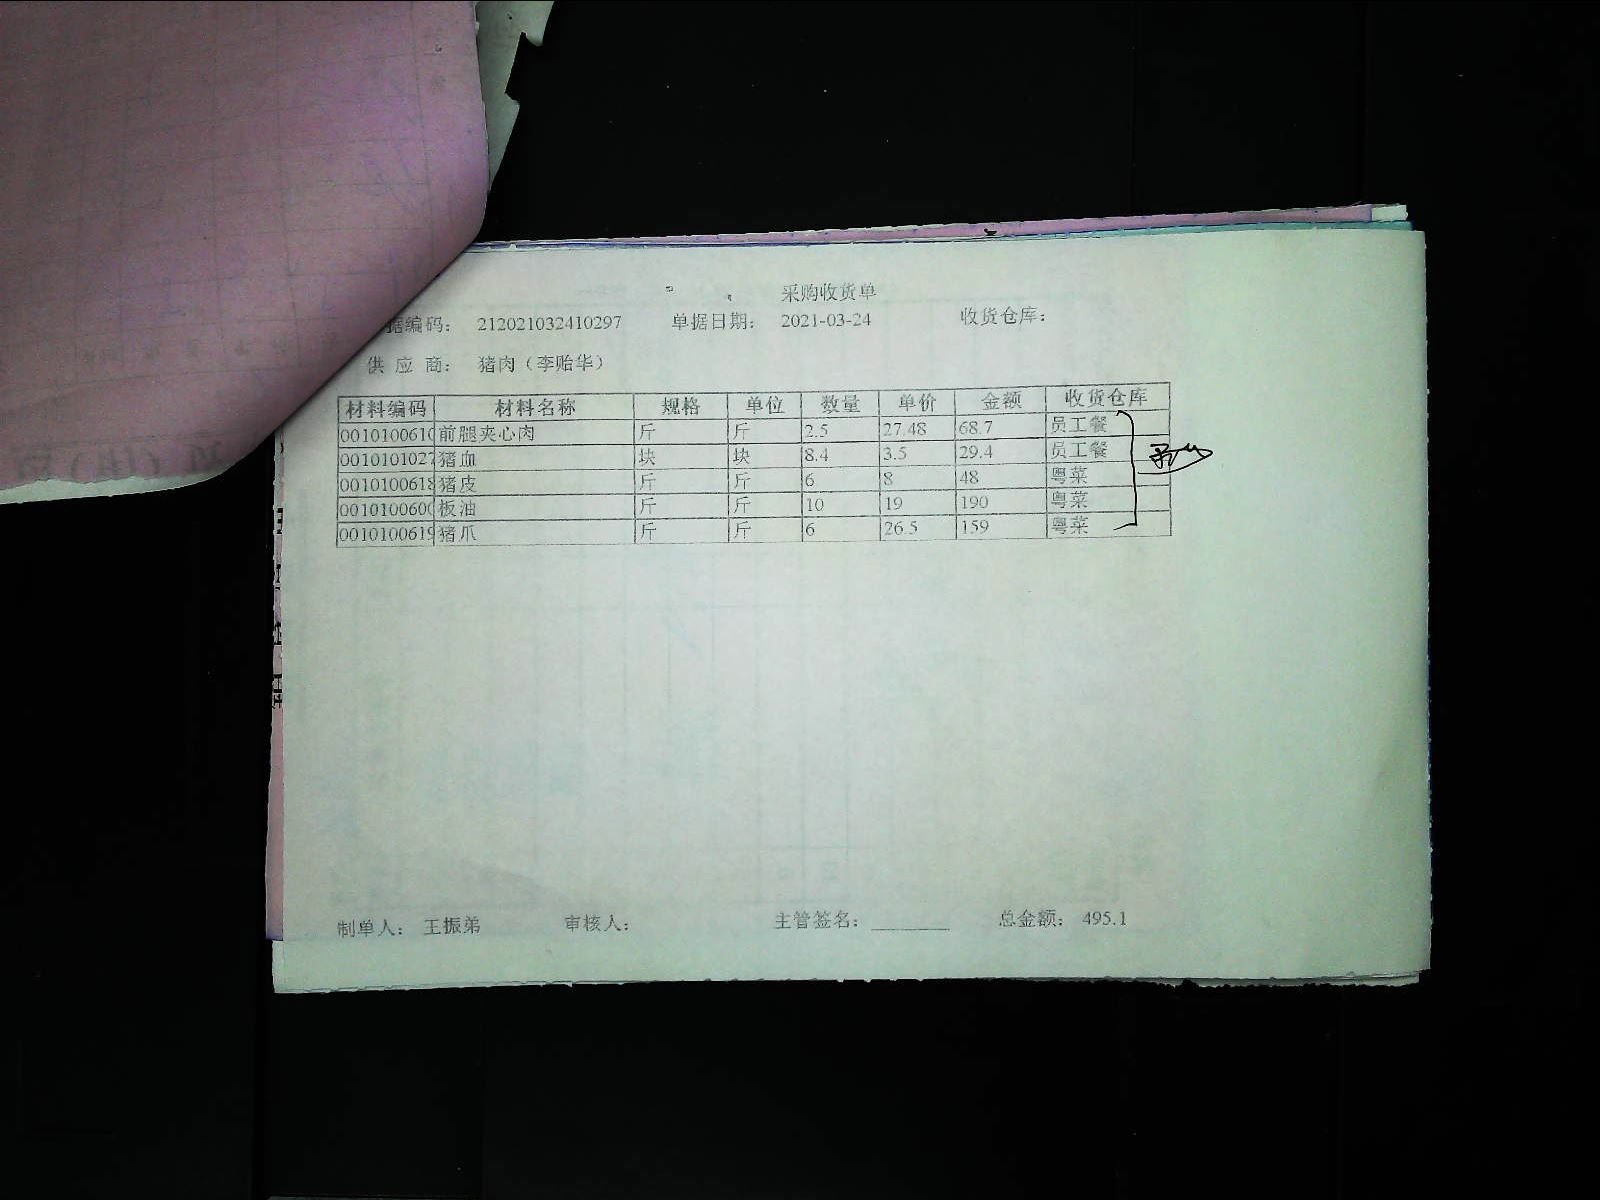 采购收货单
据编码： 212021032410297 单据日期： 2021-03-24 收货仓库：
供 应 商： 猪肉（李贻华）
材料编码 材料名称 规格 单位 数量 单价 金额 收货仓库
0010100610 前腿夹心肉 斤 斤 2.5 27.48 68.7 员工餐
0010101027 猪血 块 块 8.4 3.5 29.4 员工餐
0010100618 猪皮 斤 斤 6 8 48 粤菜
0010100600 板油 斤 斤 10 19 190 粤菜
0010100619 猪爪 斤 斤 6 26.5 159 粤菜
制单人： 王振弟 审核人： 主管签名： 总金额： 495.1